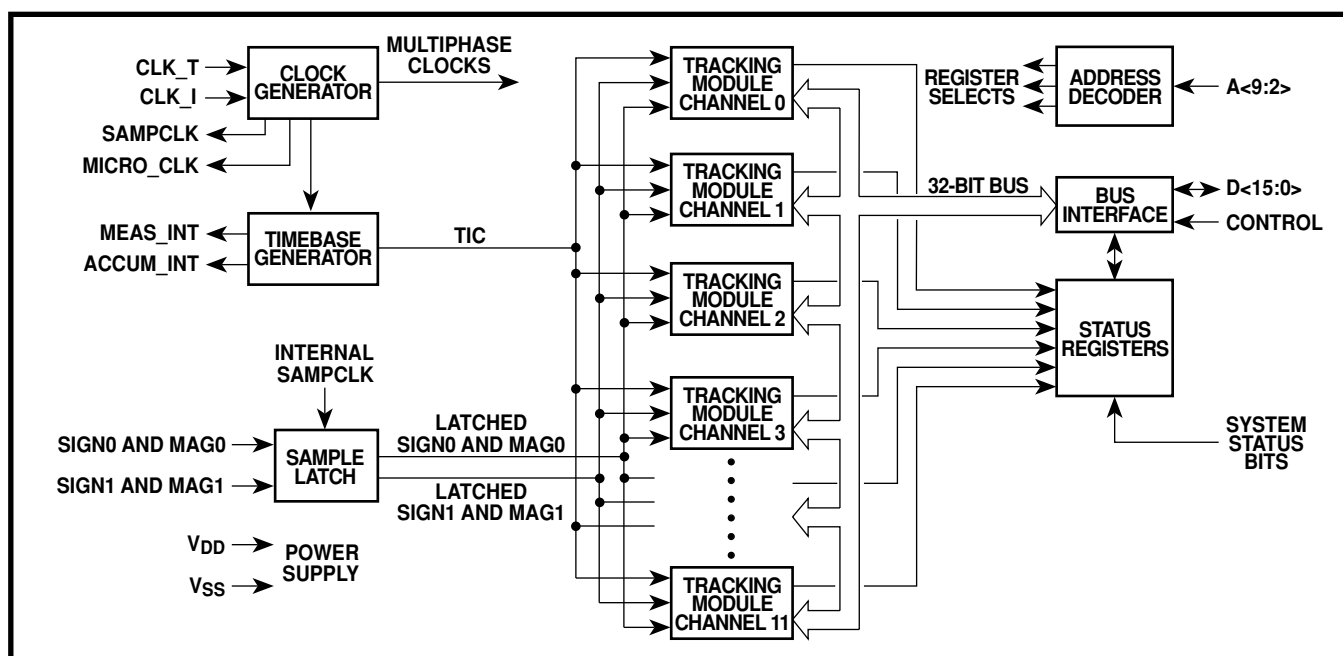 CLK_T
CLK_I
SAMPCLK
MICRO_CLK
CLOCK
GENERATOR
MULTIPHASE
CLOCKS
MEAS_INT
ACCUM_INT
TIMEBASE
GENERATOR
TIC
INTERNAL
SAMPCLK
SIGN0 AND MAG0
SIGN1 AND MAG1
SAMPLE
LATCH
LATCHED
SIGN0 AND MAG0
LATCHED
SIGN1 AND MAG1
VDD
VSS
POWER
SUPPLY
TRACKING
MODULE
CHANNEL 0
TRACKING
MODULE
CHANNEL 1
TRACKING
MODULE
CHANNEL 2
TRACKING
MODULE
CHANNEL 3
TRACKING
MODULE
CHANNEL 11
REGISTER
SELECTS
ADDRESS
DECODER
A<9:2>
32-BIT BUS
BUS
INTERFACE
D<15:0>
CONTROL
STATUS
REGISTERS
SYSTEM
STATUS
BITS